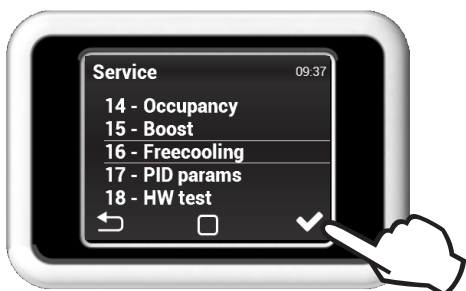 Service 09:37
14 - Occupancy
15 - Boost
16 - Freecooling
17 - PID params
18 - HW test